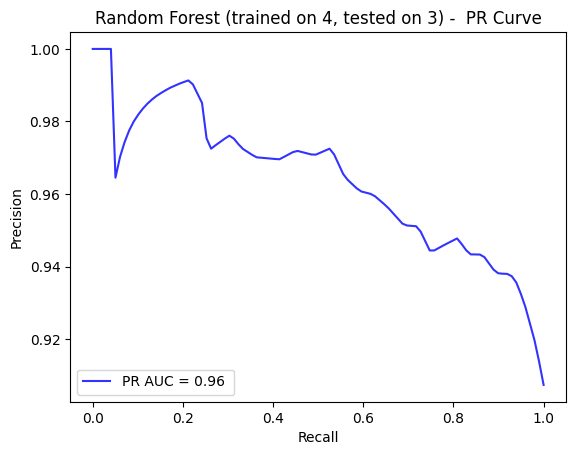 Random Forest (trained on 4, tested on 3) -  PR Curve
1.00
0.98
0.96
0.94
0.92
Precision
PR AUC = 0.96
0.0 0.2 0.4 0.6 0.8 1.0
Recall